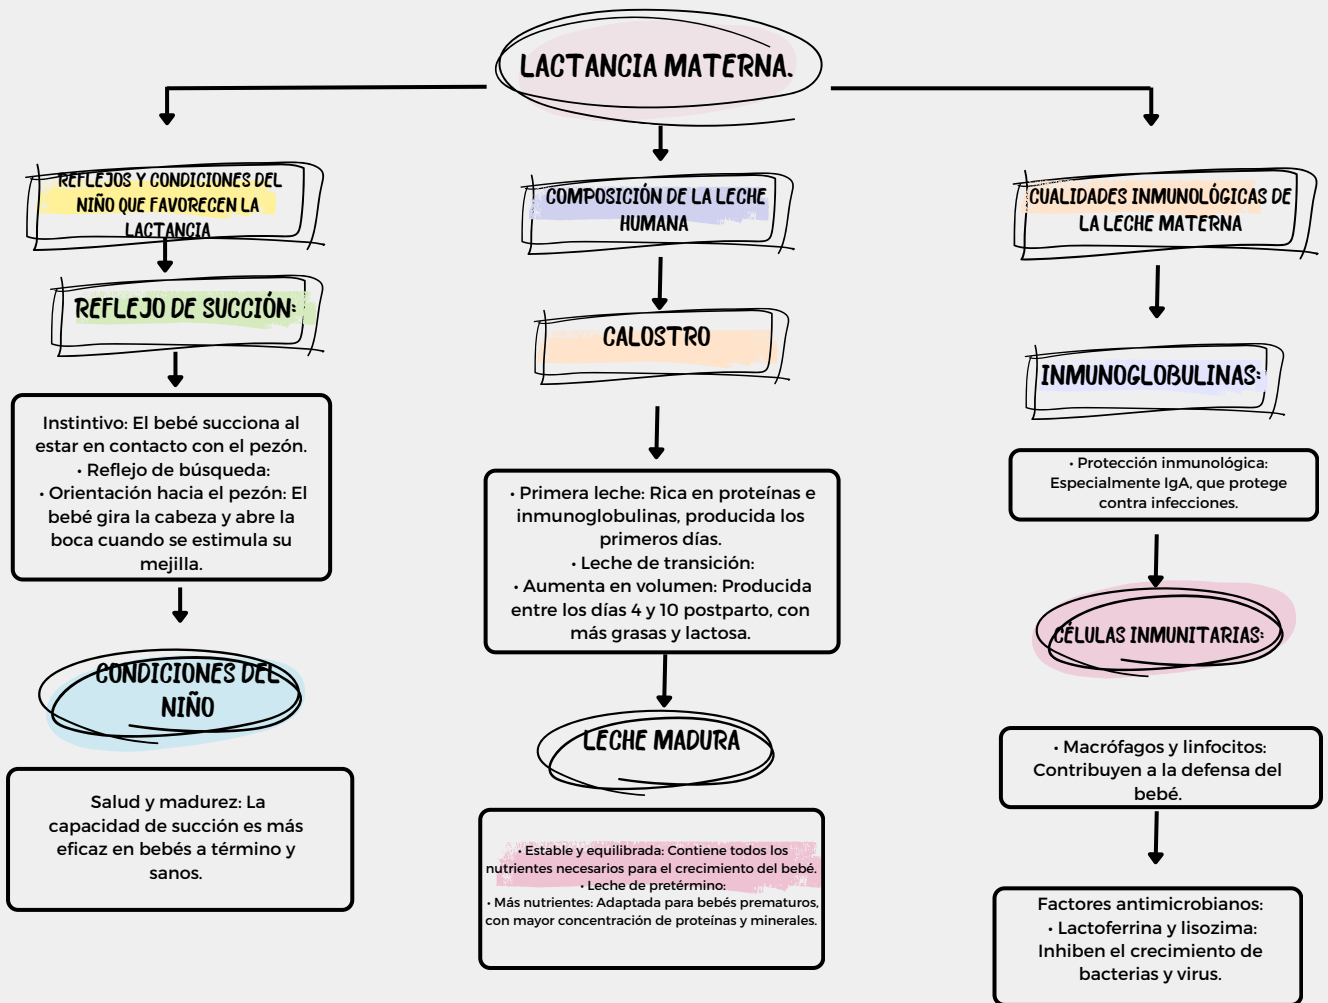 LACTANCIA MATERNA.
REFLEJOS Y CONDICIONES DEL
NIÑO QUE FAVORECEN LA
LACTANCIA
REFLEJO DE SUCCIÓN:
Instintivo: El bebé succiona al
estar en contacto con el pezón.
• Reflejo de búsqueda:
• Orientación hacia el pezón: El
bebé gira la cabeza y abre la
boca cuando se estimula su
mejilla.
CONDICIONES DEL
NIÑO
Salud y madurez: La
capacidad de succión es más
eficaz en bebés a término y
sanos.
COMPOSICIÓN DE LA LECHE
HUMANA
CALOSTRO
• Primera leche: Rica en proteínas e
inmunoglobulinas, producida los
primeros días.
• Leche de transición:
• Aumenta en volumen: Producida
entre los días 4 y 10 postparto, con
más grasas y lactosa.
LECHE MADURA
• Estable y equilibrada: Contiene todos los
nutrientes necesarios para el crecimiento del bebé.
• Leche de pretérmino:
• Más nutrientes: Adaptada para bebés prematuros,
con mayor concentración de proteínas y minerales.
CUALIDADES INMUNOLÓGICAS DE
LA LECHE MATERNA
INMUNOGLOBULINAS:
• Protección inmunológica:
Especialmente IgA, que protege
contra infecciones.
CÉLULAS INMUNITARIAS:
• Macrófagos y linfocitos:
Contribuyen a la defensa del
bebé.
Factores antimicrobianos:
• Lactoferrina y lisozima:
Inhiben el crecimiento de
bacterias y virus.